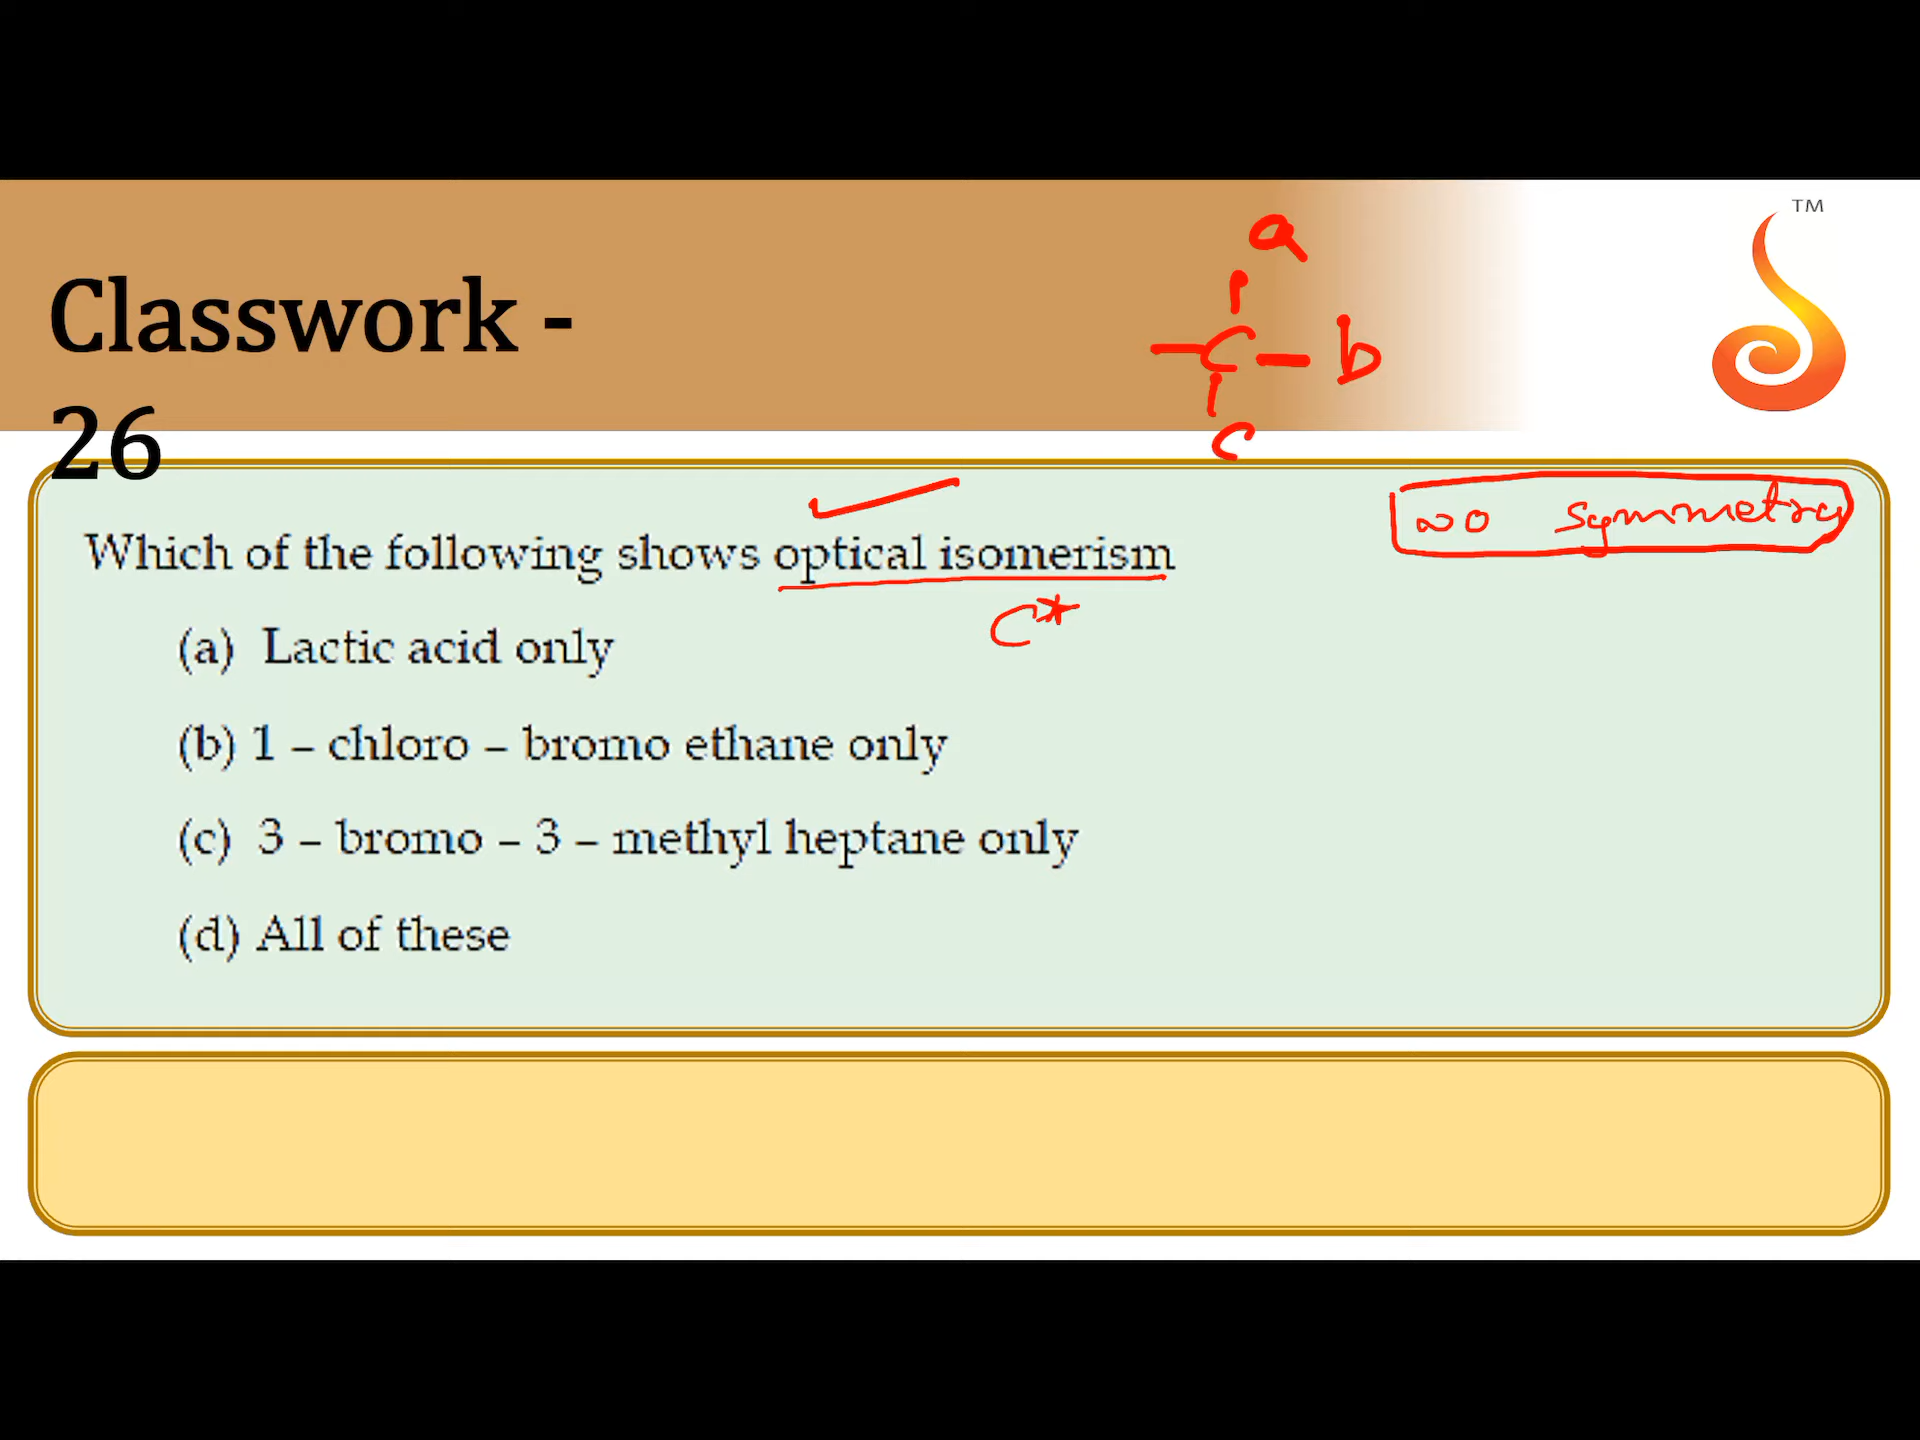 TM
a
Classwork -
C - b
26
c
no symmetry
Which of the following shows optical isomerism
C*
(a) Lactic acid only
(b) 1 – chloro – bromo ethane only
(c) 3 – bromo – 3 – methyl heptane only
(d) All of these